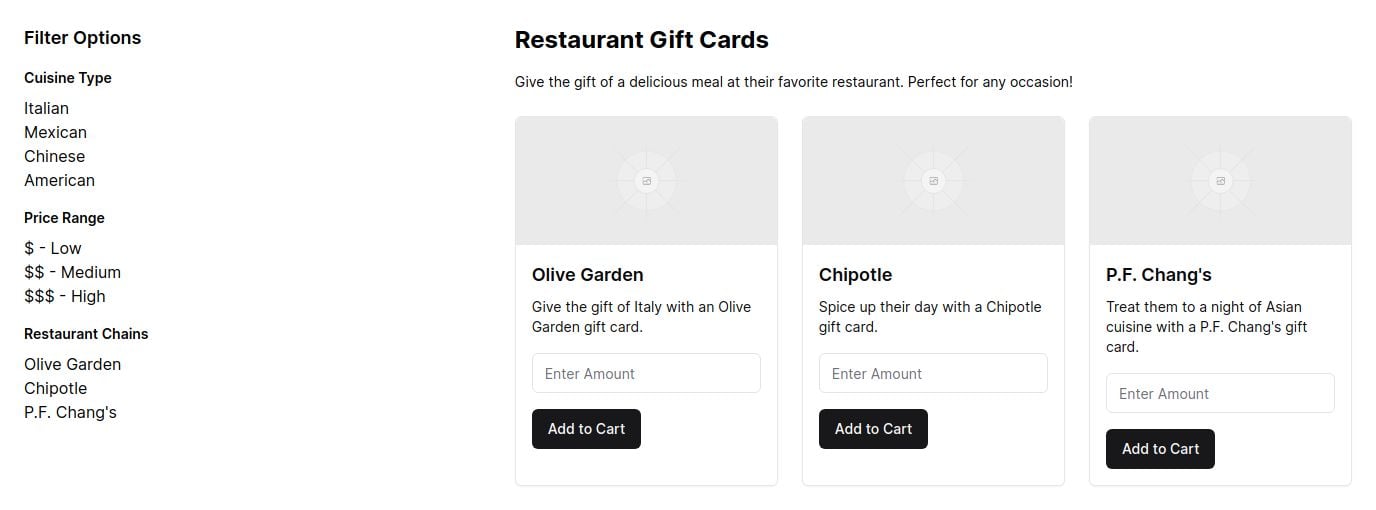 Filter Options
Cuisine Type
Italian
Mexican
Chinese
American
Price Range
$ - Low
$$ - Medium
$$$ - High
Restaurant Chains
Olive Garden
Chipotle
P.F. Chang's
Restaurant Gift Cards
Give the gift of a delicious meal at their favorite restaurant. Perfect for any occasion!
Olive Garden
Give the gift of Italy with an Olive
Garden gift card.
Enter Amount
Add to Cart
Chipotle
Spice up their day with a Chipotle
gift card.
Enter Amount
Add to Cart
P.F. Chang's
Treat them to a night of Asian
cuisine with a P.F. Chang's gift
card.
Enter Amount
Add to Cart